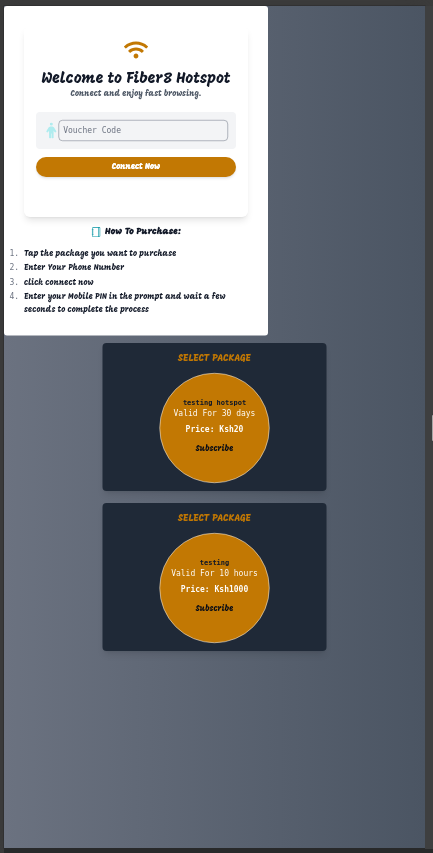 Welcome to Fiber8 Hotspot
Connect and enjoy fast browsing.
Voucher Code
Connect Now
How To Purchase:
1. Tap the package you want to purchase
2. Enter Your Phone Number
3. click connect now
4. Enter your Mobile PIN in the prompt and wait a few
seconds to complete the process
SELECT PACKAGE
testing hotspot
Valid For 30 days
Price: Ksh20
Subscribe
SELECT PACKAGE
testing
Valid For 10 hours
Price: Ksh1000
Subscribe